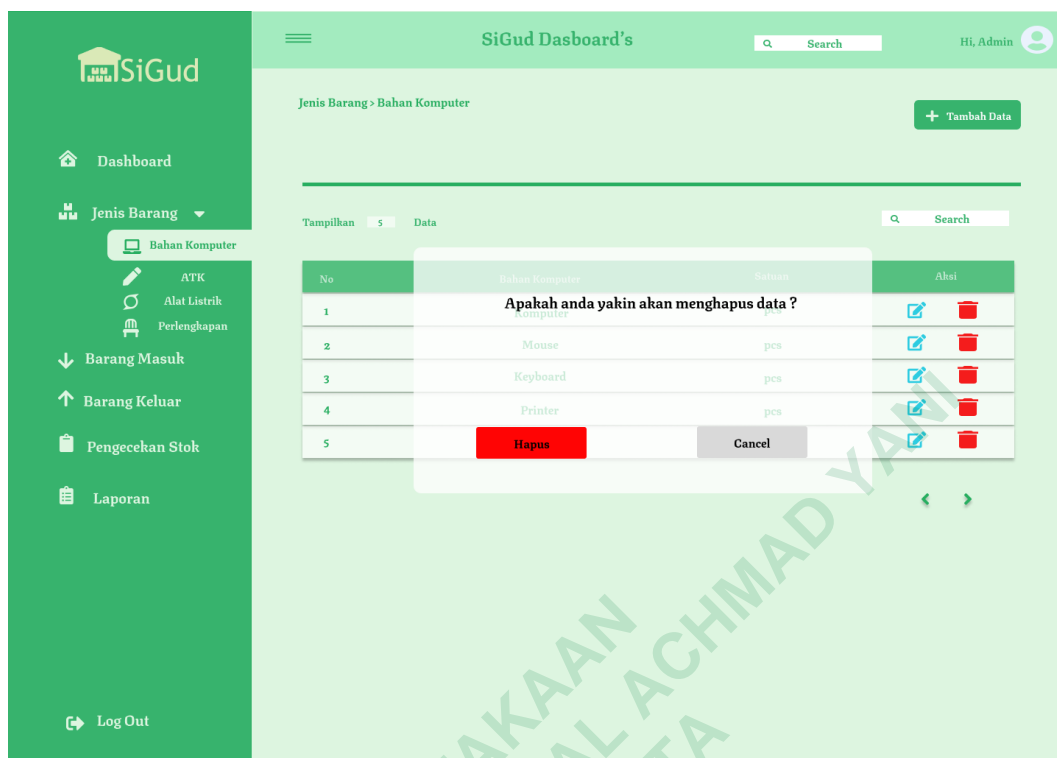 SiGud
SiGud Dasboard's
Search
Hi, Admin
Jenis Barang > Bahan Komputer
+ Tambah Data
Dashboard
Jenis Barang
Bahan Komputer
ATK
Alat Listrik
Perlengkapan
Barang Masuk
Barang Keluar
Pengecekan Stok
Laporan
Log Out
Tampilkan 5 Data
Search
No Bahan Komputer Satuan Aksi
Apakah anda yakin akan menghapus data ?
1 Komputer pcs
2 Mouse pcs
3 Keyboard pcs
4 Printer pcs
5
Hapus Cancel
AL ACHMAD YANI